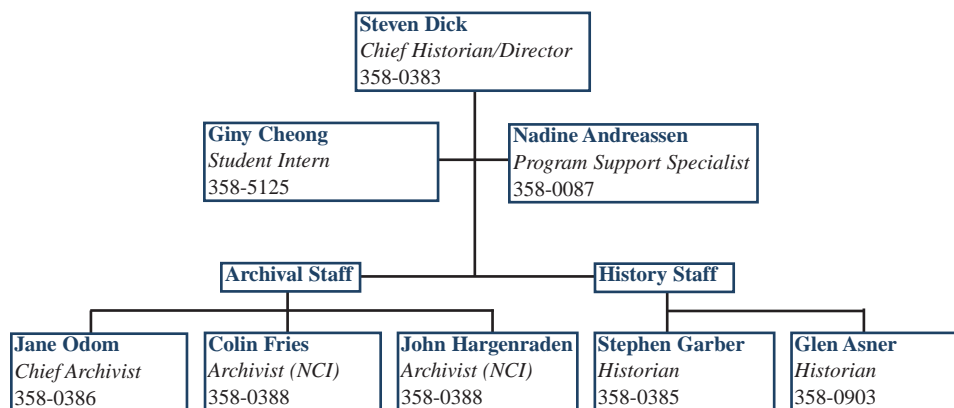 Steven Dick
Chief Historian/Director
358-0383
Giny Cheong
Student Intern
358-5125
Nadine Andreassen
Program Support Specialist
358-0087
Archival Staff
History Staff
Jane Odom
Chief Archivist
358-0386
Colin Fries
Archivist (NCI)
358-0388
John Hargenraden
Archivist (NCI)
358-0388
Stephen Garber
Historian
358-0385
Glen Asner
Historian
358-0903